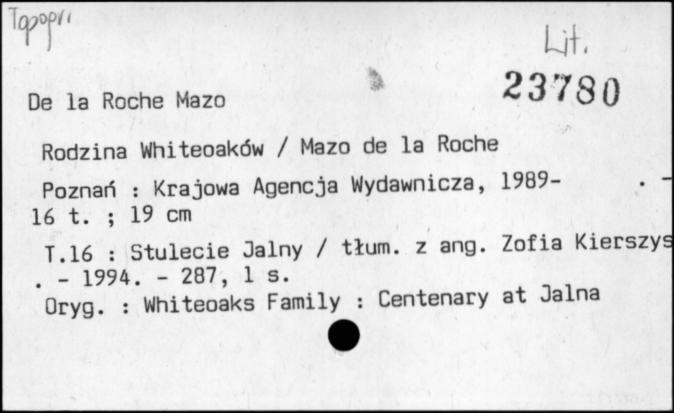 Lit.
23780
De la Roche Mazo
Rodzina Whiteoaków / Mazo de la Roche
Poznań : Krajowa Agencja Wydawnicza, 1989- . -
16 t. ; 19 cm
T.16 : Stulecie Jalny / tłum. z ang. Zofia Kierszys
. - 1994. - 287, 1 s.
Oryg. : Whiteoaks Family : Centenary at Jalna